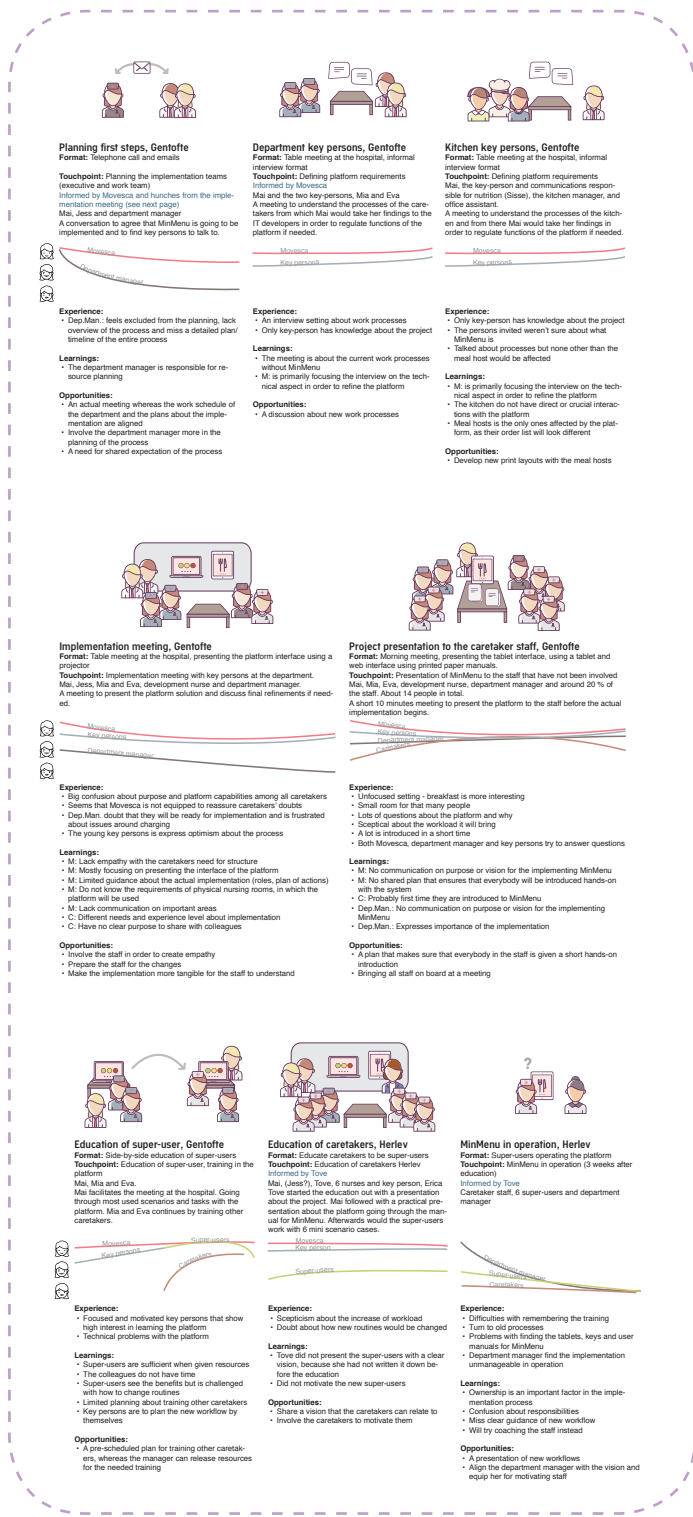 Planning first steps, Gentofte
Format: Telephone call and emails
Touchpoint: Planning the implementation teams
(executive and work team)
Informed by Movesca and hunches from the imple-
mentation meeting (see next page)
Mai, Jess and department manager
A conversation to agree that MinMenu is going to be
implemented and to find key persons to talk to.
Movesca
Department manager
Experience:
• Dep.Man.: feels excluded from the planning, lack
overview of the process and miss a detailed plan/
timeline of the entire process
Learnings:
• The department manager is responsible for re-
source planning
Opportunities:
• An actual meeting whereas the work schedule of
the department and the plans about the imple-
mentation are aligned
• Involve the department manager more in the
planning of the process
• A need for shared expectation of the process
Department key persons, Gentofte
Format: Table meeting at the hospital, informal
interview format
Touchpoint: Defining platform requirements
Informed by Movesca
Mai and the two key-persons, Mia and Eva
A meeting to understand the processes of the care-
takers from which Mai would take her findings to the
IT developers in order to regulate functions of the
platform if needed.
Movesca
Key persons
Experience:
• An interview setting about work processes
• Only key-person has knowledge about the project
Learnings:
• The meeting is about the current work processes
without MinMenu
• M: is primarily focusing the interview on the tech-
nical aspect in order to refine the platform
Opportunities:
• A discussion about new work processes
Kitchen key persons, Gentofte
Format: Table meeting at the hospital, informal
interview format
Touchpoint: Defining platform requirements
Mai, the key-person and communications respon-
sible for nutrition (Sisse), the kitchen manager, and
office assistant.
A meeting to understand the processes of the kitch-
en and from there Mai would take her findings in
order to regulate functions of the platform if needed.
Movesca
Key persons
Experience:
• Only key-person has knowledge about the project
• The persons invited weren't sure about what
MinMenu is
• Talked about processes but none other than the
meal host would be affected
Learnings:
• M: is primarily focusing the interview on the tech-
nical aspect in order to refine the platform
• The kitchen do not have direct or crucial interac-
tions with the platform
• Meal hosts is the only ones affected by the plat-
form, as their order list will look different
Opportunities:
• Develop new print layouts with the meal hosts
Implementation meeting, Gentofte
Format: Table meeting at the hospital, presenting the platform interface using a
projector
Touchpoint: Implementation meeting with key persons at the department.
Mai, Jess, Mia and Eva, development nurse and department manager.
A meeting to present the platform solution and discuss final refinements if need-
ed.
Movesca
Key persons
Department manager
Experience:
• Big confusion about purpose and platform capabilities among all caretakers
• Seems that Movesca is not equipped to reassure caretakers' doubts
• Dep.Man. doubt that they will be ready for implementation and is frustrated
about issues around charging
• The young key persons is express optimism about the process
Learnings:
• M: Lack empathy with the caretakers need for structure
• M: Mostly focusing on presenting the interface of the platform
• M: Limited guidance about the actual implementation (roles, plan of actions)
• M: Do not know the requirements of physical nursing rooms, in which the
platform will be used
• M: Lack communication on important areas
• C: Different needs and experience level about implementation
• C: Have no clear purpose to share with colleagues
Opportunities:
• Involve the staff in order to create empathy
• Prepare the staff for the changes
• Make the implementation more tangible for the staff to understand
Project presentation to the caretaker staff, Gentofte
Format: Morning meeting, presenting the tablet interface, using a tablet and
web interface using printed paper manuals.
Touchpoint: Presentation of MinMenu to the staff that have not been involved
Mai, Mia, Eva, development nurse, department manager and around 20 % of
the staff. About 14 people in total.
A short 10 minutes meeting to present the platform to the staff before the actual
implementation begins.
Movesca
Key persons
Department manager
Caretakers
Experience:
• Unfocused setting - breakfast is more interesting
• Small room for that many people
• Lots of questions about the platform and why
• Sceptical about the workload it will bring
• A lot is introduced in a short time
• Both Movesca, department manager and key persons try to answer questions
Learnings:
• M: No communication on purpose or vision for the implementing MinMenu
• M: No shared plan that ensures that everybody will be introduced hands-on
with the system
• C: Probably first time they are introduced to MinMenu
• Dep.Man.: No communication on purpose or vision for the implementing
MinMenu
• Dep.Man.: Expresses importance of the implementation
Opportunities:
• A plan that makes sure that everybody in the staff is given a short hands-on
introduction
• Bringing all staff on board at a meeting
Education of super-user, Gentofte
Format: Side-by-side education of super-users
Touchpoint: Education of super-user, training in the
platform
Mai, Mia and Eva.
Mai facilitates the meeting at the hospital. Going
through most used scenarios and tasks with the
platform. Mia and Eva continues by training other
caretakers.
Movesca
Key persons
Super-users
Caretakers
Experience:
• Focused and motivated key persons that show
high interest in learning the platform
• Technical problems with the platform
Learnings:
• Super-users are sufficient when given resources
• The colleagues do not have time
• Super-users see the benefits but is challenged
with how to change routines
• Limited planning about training other caretakers
• Key persons are to plan the new workflow by
themselves
Opportunities:
• A pre-scheduled plan for training other caretak-
ers, whereas the manager can release resources
for the needed training
Education of caretakers, Herlev
Format: Educate caretakers to be super-users
Touchpoint: Education of caretakers Herlev
Informed by Tove
Mai, (Jess?), Tove, 6 nurses and key person, Erica
Tove started the education out with a presentation
about the project. Mai followed with a practical pre-
sentation about the platform going through the man-
ual for MinMenu. Afterwards would the super-users
work with 6 mini scenario cases.
Movesca
Key person
Super-users
Experience:
• Scepticism about the increase of workload
• Doubt about how new routines would be changed
Learnings:
• Tove did not present the super-users with a clear
vision, because she had not written it down be-
fore the education
• Did not motivate the new super-users
Opportunities:
• Share a vision that the caretakers can relate to
• Involve the caretakers to motivate them
?
MinMenu in operation, Herlev
Format: Super-users operating the platform
Touchpoint: MinMenu in operation (3 weeks after
education)
Informed by Tove
Caretaker staff, 6 super-users and department
manager
Department manager
Super-users
Caretakers
Experience:
• Difficulties with remembering the training
• Turn to old processes
• Problems with finding the tablets, keys and user
manuals for MinMenu
• Department manager find the implementation
unmanageable in operation
Learnings:
• Ownership is an important factor in the imple-
mentation process
• Confusion about responsibilities
• Miss clear guidance of new workflow
• Will try coaching the staff instead
Opportunities:
• A presentation of new workflows
• Align the department manager with the vision and
equip her for motivating staff